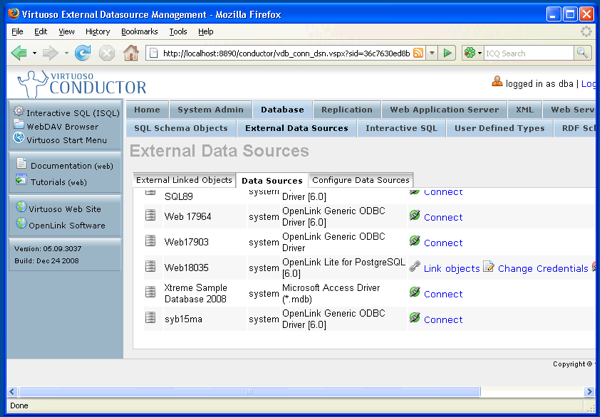 Virtuoso External Datasource Management - Mozilla Firefox
File Edit View History Bookmarks Tools Help
http://localhost:8890/conductor/vdb_conn_dsn.vspx?sid=36c7630ed8b
ICQ Search
VIRTUOSO
CONDUCTOR
logged in as dba | Log
Interactive SQL (ISQL)
WebDAV Browser
Virtuoso Start Menu
Documentation (web)
Tutorials (web)
Virtuoso Web Site
OpenLink Software
Version: 05.09.3037
Build: Dec 24 2008
Home System Admin Database Replication Web Application Server XML Web Serv
SQL Schema Objects External Data Sources Interactive SQL User Defined Types RDF Sc
External Data Sources
External Linked Objects Data Sources Configure Data Sources
system Connect
SQL89 Driver [6.0]
Web 17964 system OpenLink Generic ODBC Driver [6.0] Connect
Web17903 system OpenLink Generic ODBC Driver Connect
Web18035 system OpenLink Lite for PostgreSQL [6.0] Link objects Change Credentials
Xtreme Sample Database 2008 system Microsoft Access Driver (*.mdb) Connect
syb15ma system OpenLink Generic ODBC Driver [6.0] Connect
Copyright ©
Done